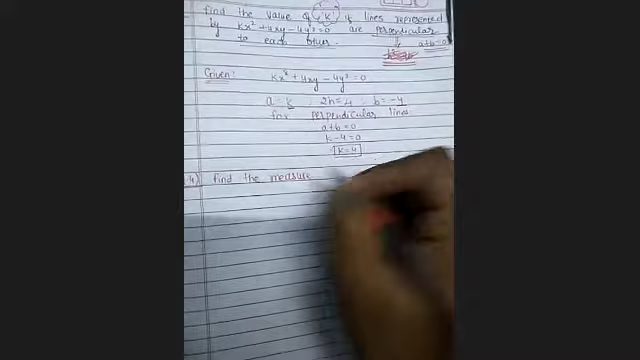 find the value of 'k' if lines represented
by kx² + 4xy - 4y² = 0 are perpendicular
to each other.
a+b=0
Given: kx² + 4xy - 4y² = 0
a = k, 2h = 4, b = -4
for perpendicular lines
a+b=0
k-4=0
k=4
find the measure